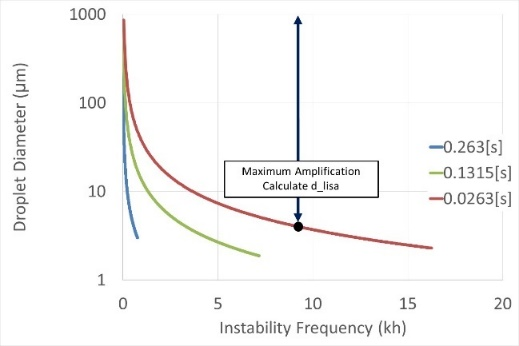 1000
100
10
1
Droplet Diameter (μm)
Maximum Amplification
Calculate d_lisa
0.263[s]
0.1315[s]
0.0263[s]
0 5 10 15 20
Instability Frequency (kh)